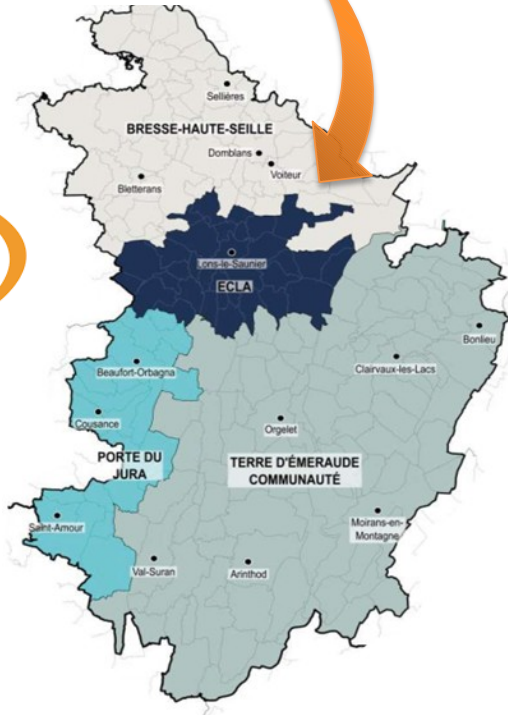 Sellières
BRESSE-HAUTE-SEILLE
Domblans
Voiteur
Bletterans
Lons-le-Saunier
ECLA
Bonlieu
Beaufort-Orbagna
Clairvaux-les-Lacs
Cousance
Orgelet
PORTE DU
JURA
TERRE D'ÉMERAUDE
COMMUNAUTÉ
Saint-Amour
Moirans-en-
Montagne
Val-Suran
Arinthod